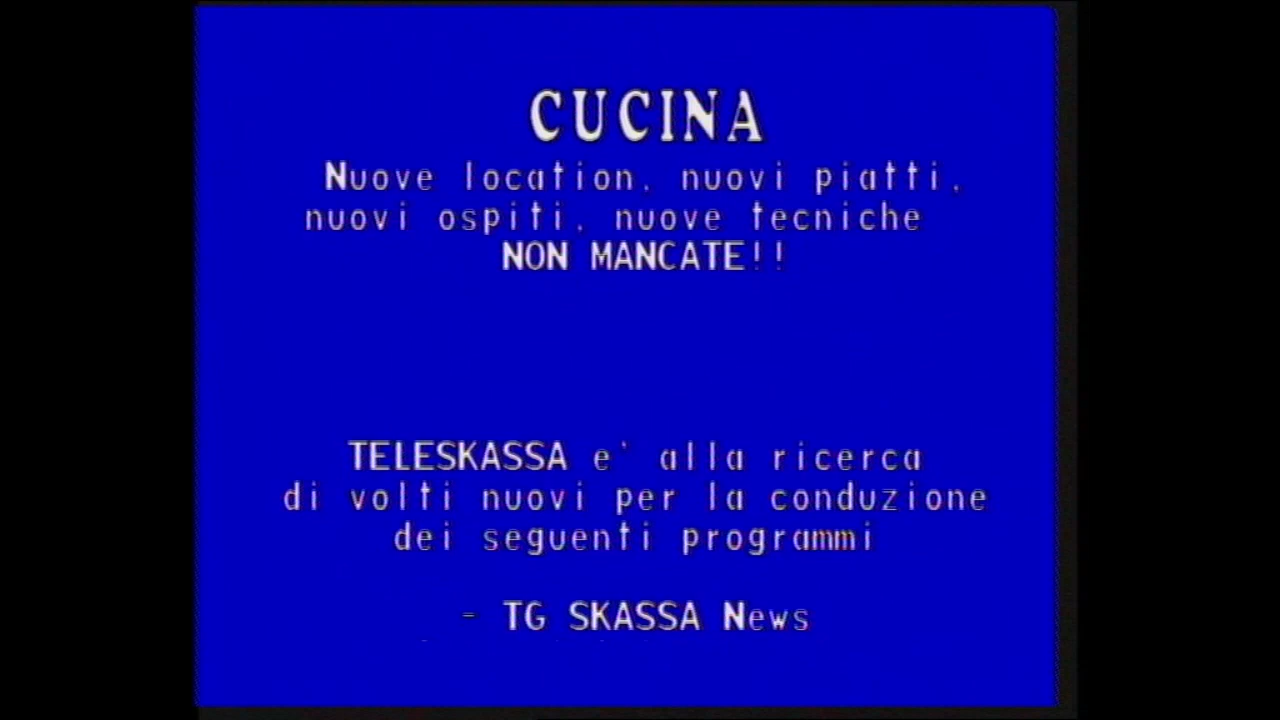 CUCINA
Nuove location, nuovi piatti,
nuovi ospiti, nuove tecniche
NON MANCATE!!
TELESKASSA e' alla ricerca
di volti nuovi per la conduzione
dei seguenti programmi
- TG SKASSA News